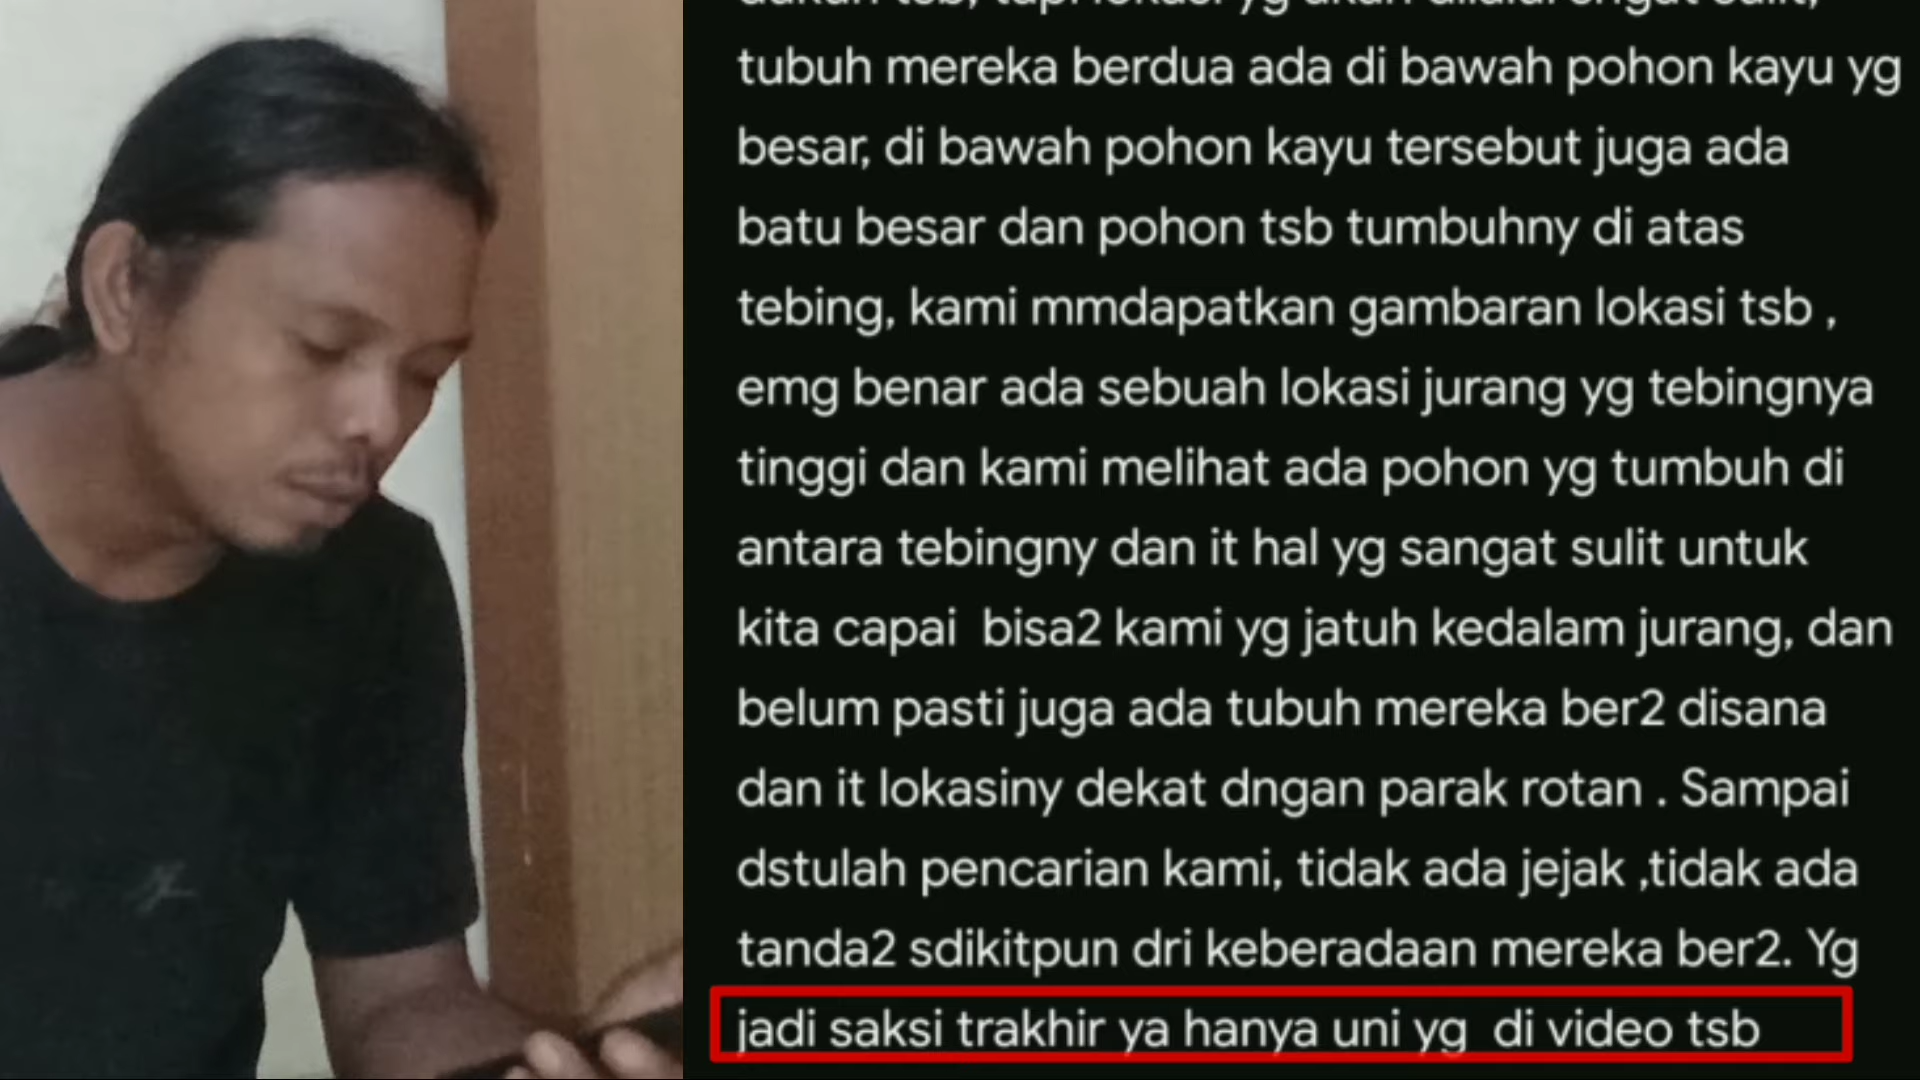 tubuh mereka berdua ada di bawah pohon kayu yg
besar, di bawah pohon kayu tersebut juga ada
batu besar dan pohon tsb tumbuhny di atas
tebing, kami mmdapatkan gambaran lokasi tsb ,
emg benar ada sebuah lokasi jurang yg tebingnya
tinggi dan kami melihat ada pohon yg tumbuh di
antara tebingny dan it hal yg sangat sulit untuk
kita capai  bisa2 kami yg jatuh kedalam jurang, dan
belum pasti juga ada tubuh mereka ber2 disana
dan it lokasiny dekat dngan parak rotan . Sampai
dstulah pencarian kami, tidak ada jejak ,tidak ada
tanda2 sdikitpun dri keberadaan mereka ber2. Yg
jadi saksi trakhir ya hanya uni yg  di video tsb